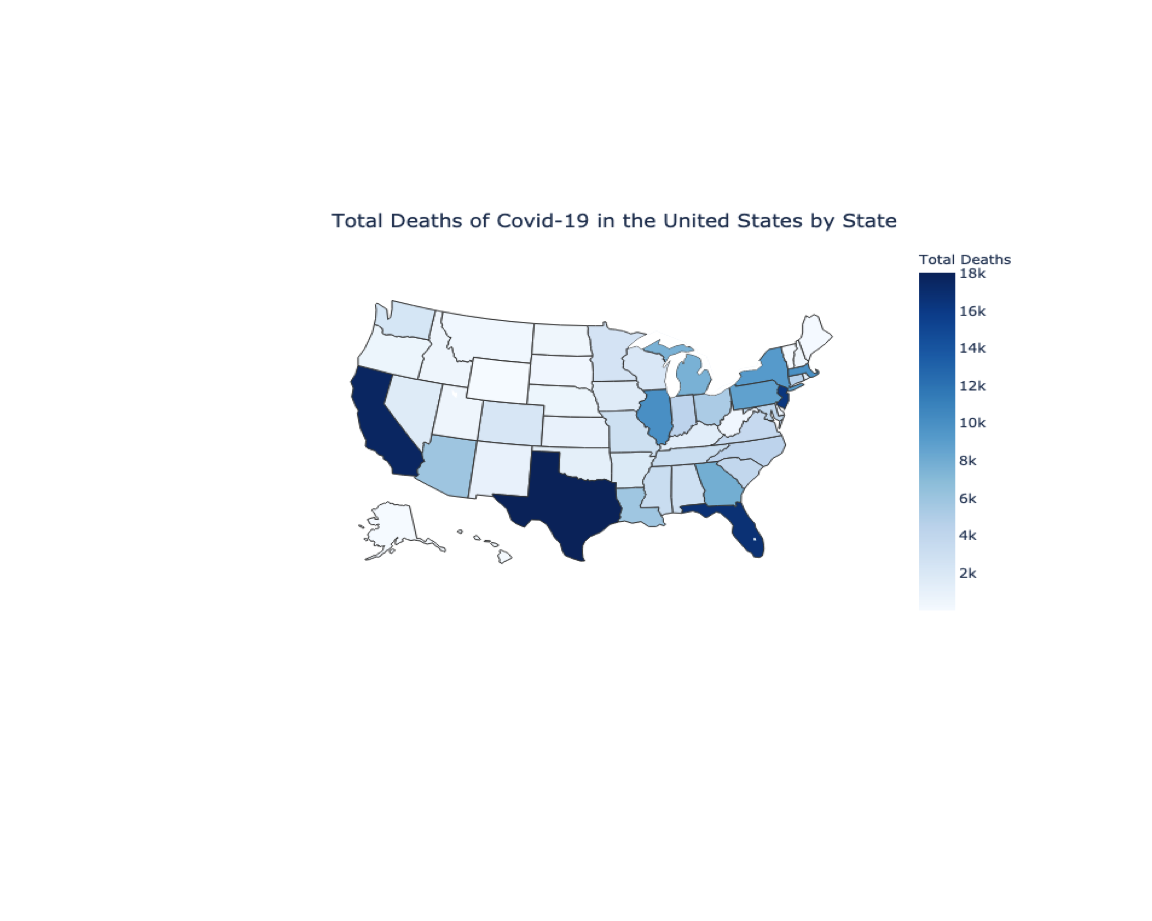 Total Deaths of Covid-19 in the United States by State
Total Deaths
18k
16k
14k
12k
10k
8k
6k
4k
2k